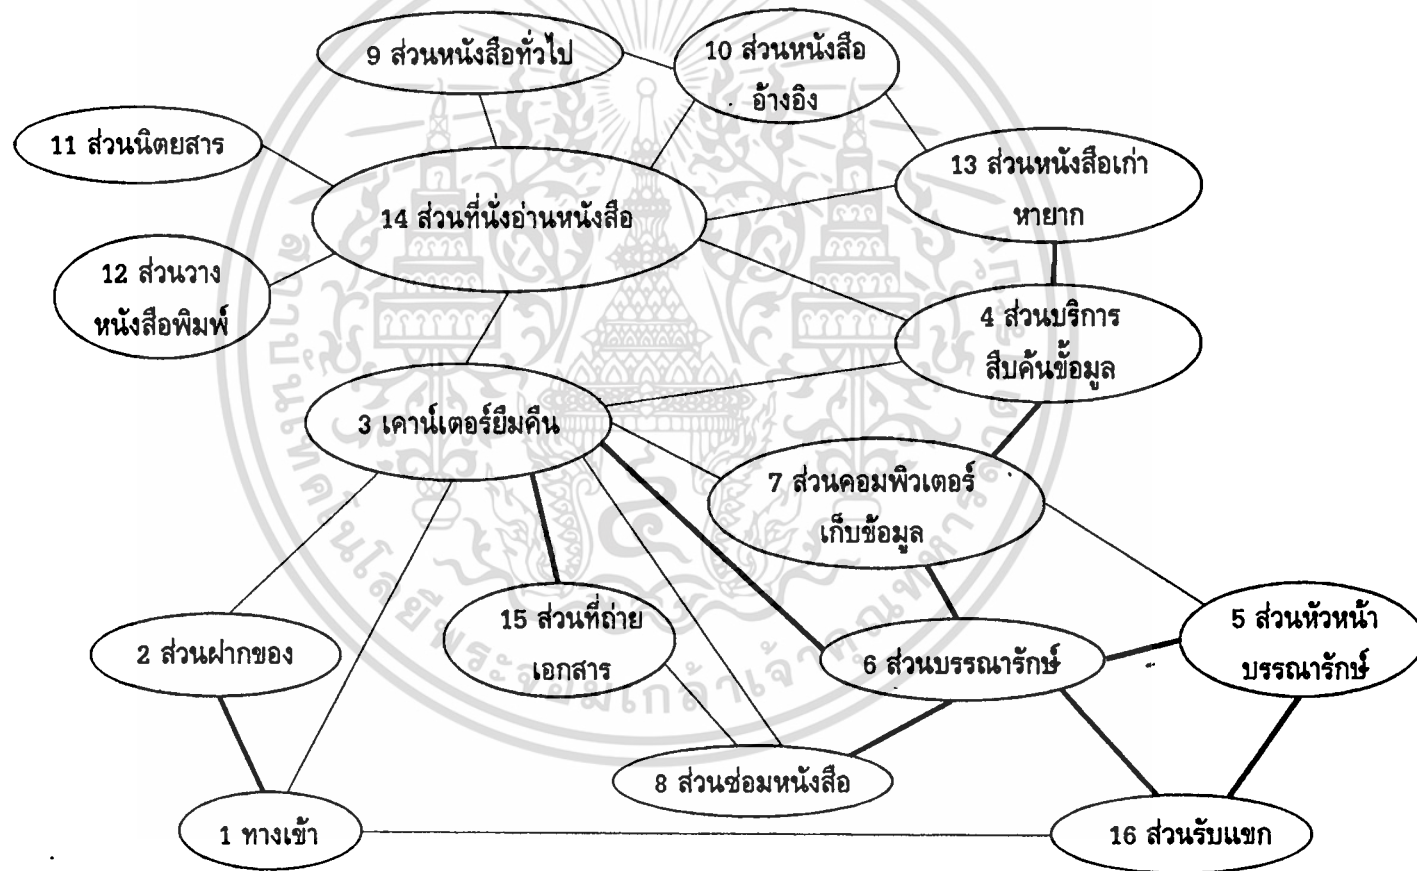 9 ส่วนหนังสือทั่วไป
10 ส่วนหนังสือ
อ้างอิง
11 ส่วนนิตยสาร
13 ส่วนหนังสือเก่า
หายาก
14 ส่วนที่นั่งอ่านหนังสือ
12 ส่วนวาง
หนังสือพิมพ์
4 ส่วนบริการ
สืบค้นข้อมูล
3 เคาน์เตอร์ยืมคืน
7 ส่วนคอมพิวเตอร์
เก็บข้อมูล
15 ส่วนที่ถ่าย
เอกสาร
5 ส่วนหัวหน้า
บรรณารักษ์
2 ส่วนฝากของ
6 ส่วนบรรณารักษ์
8 ส่วนซ่อมหนังสือ
1 ทางเข้า
16 ส่วนรับแขก